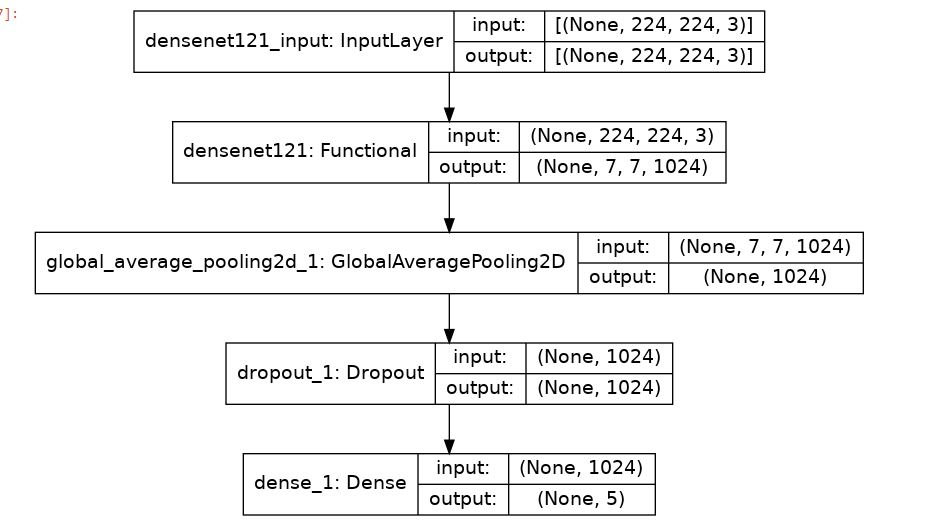 7]:
densenet121_input: InputLayer input: [(None, 224, 224, 3)]
output: [(None, 224, 224, 3)]
densenet121: Functional input: (None, 224, 224, 3)
output: (None, 7, 7, 1024)
global_average_pooling2d_1: GlobalAveragePooling2D input: (None, 7, 7, 1024)
output: (None, 1024)
dropout_1: Dropout input: (None, 1024)
output: (None, 1024)
dense_1: Dense input: (None, 1024)
output: (None, 5)